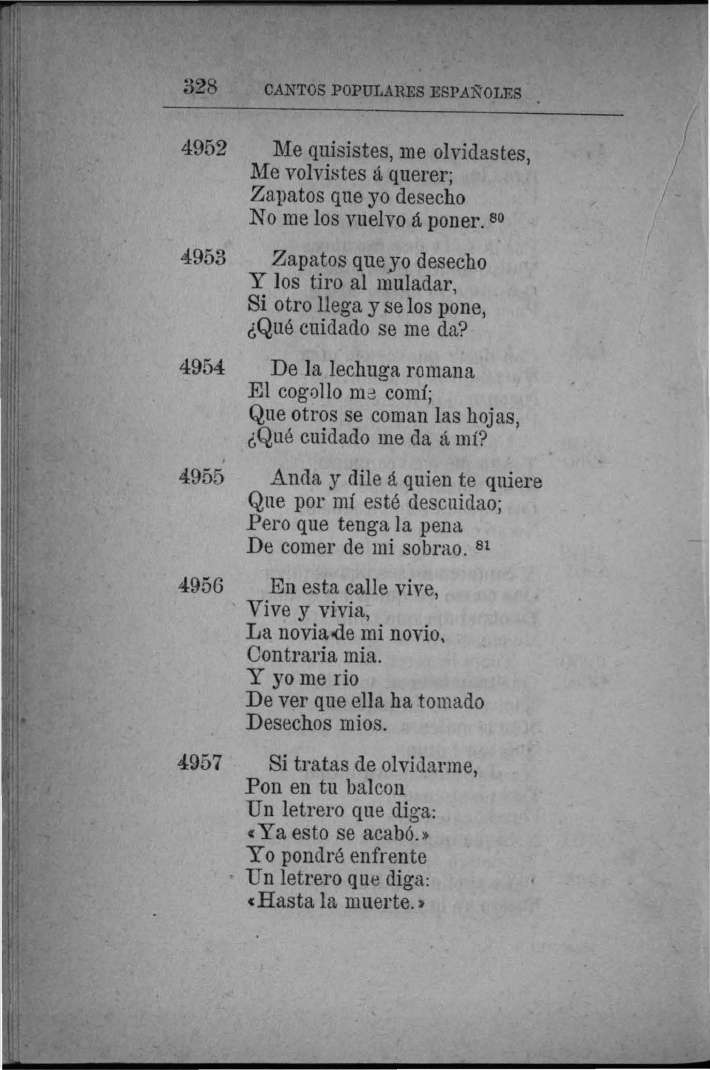 328 CANTOS POPULARES ESPAÑOLES
4952 Me quisistes, me olvidastes,
Me volvistes á querer;
Zapatos que yo desecho
No me los vuelvo á poner. 80
4953 Zapatos que yo desecho
Y los tiro al muladar,
Si otro llega y se los pone,
¿Qué cuidado se me da?
4954 De la lechuga romana
El cogollo me comí;
Que otros se coman las hojas,
¿Qué cuidado me da á mí?
4955 Anda y dile á quien te quiere
Que por mí esté descuidao;
Pero que tenga la pena
De comer de mi sobrao. 81
4956 En esta calle vive,
Vive y vivia,
La novia de mi novio,
Contraria mia.
Y yo me rio
De ver que ella ha tomado
Desechos mios.
4957 Si tratas de olvidarme,
Pon en tu balcon
Un letrero que diga:
«Ya esto se acabó.»
Yo pondré enfrente
Un letrero que diga:
«Hasta la muerte.»